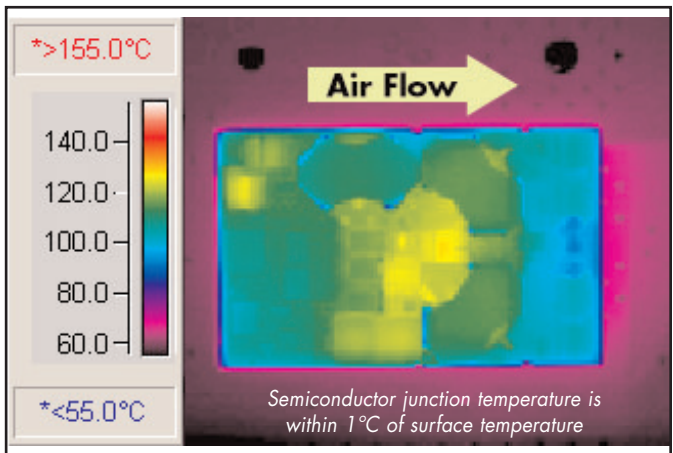 *>155.0°C
140.0
120.0
100.0
80.0
60.0
*<55.0°C
Air Flow
Semiconductor junction temperature is
within 1°C of surface temperature